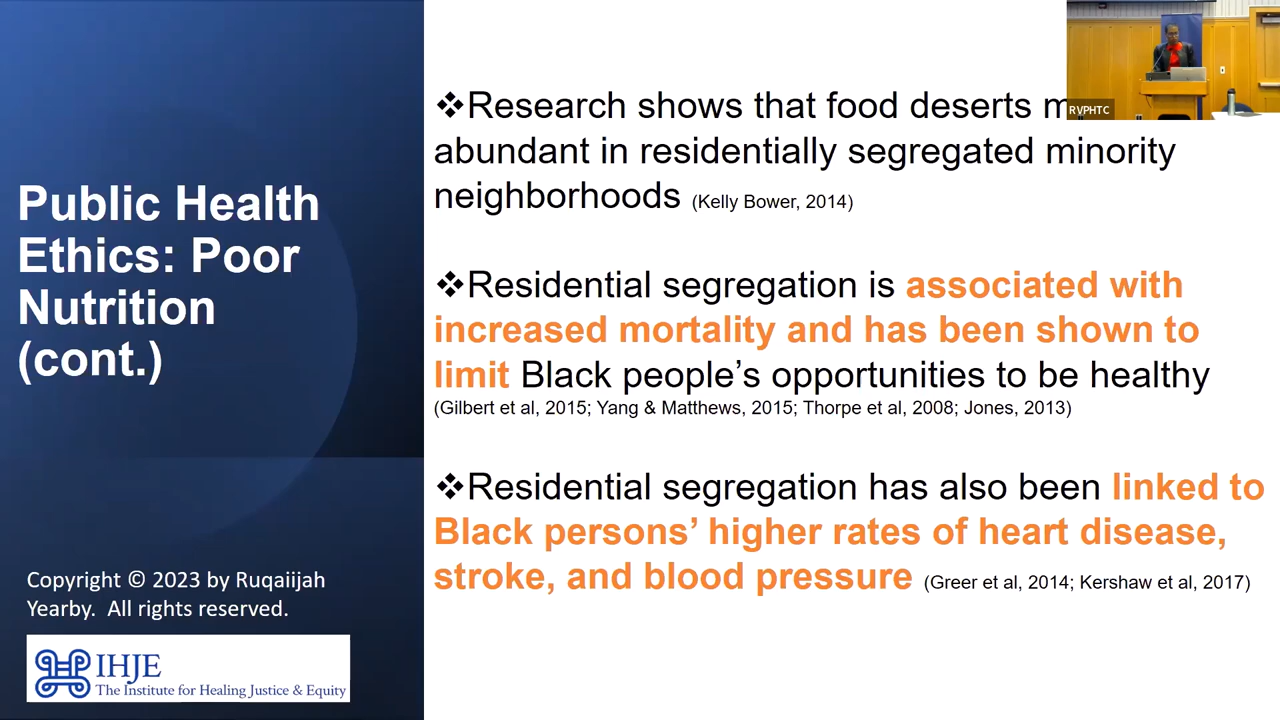 Public Health
Ethics: Poor
Nutrition
(cont.)
Copyright © 2023 by Ruqaiijah
Yearby. All rights reserved.
IHJE
The Institute for Healing Justice & Equity
❖Research shows that food deserts
abundant in residentially segregated minority
neighborhoods (Kelly Bower, 2014)
❖Residential segregation is associated with
increased mortality and has been shown to
limit Black people’s opportunities to be healthy
(Gilbert et al, 2015; Yang & Matthews, 2015; Thorpe et al, 2008; Jones, 2013)
❖Residential segregation has also been linked to
Black persons’ higher rates of heart disease,
stroke, and blood pressure (Greer et al, 2014; Kershaw et al, 2017)
RVPHTC